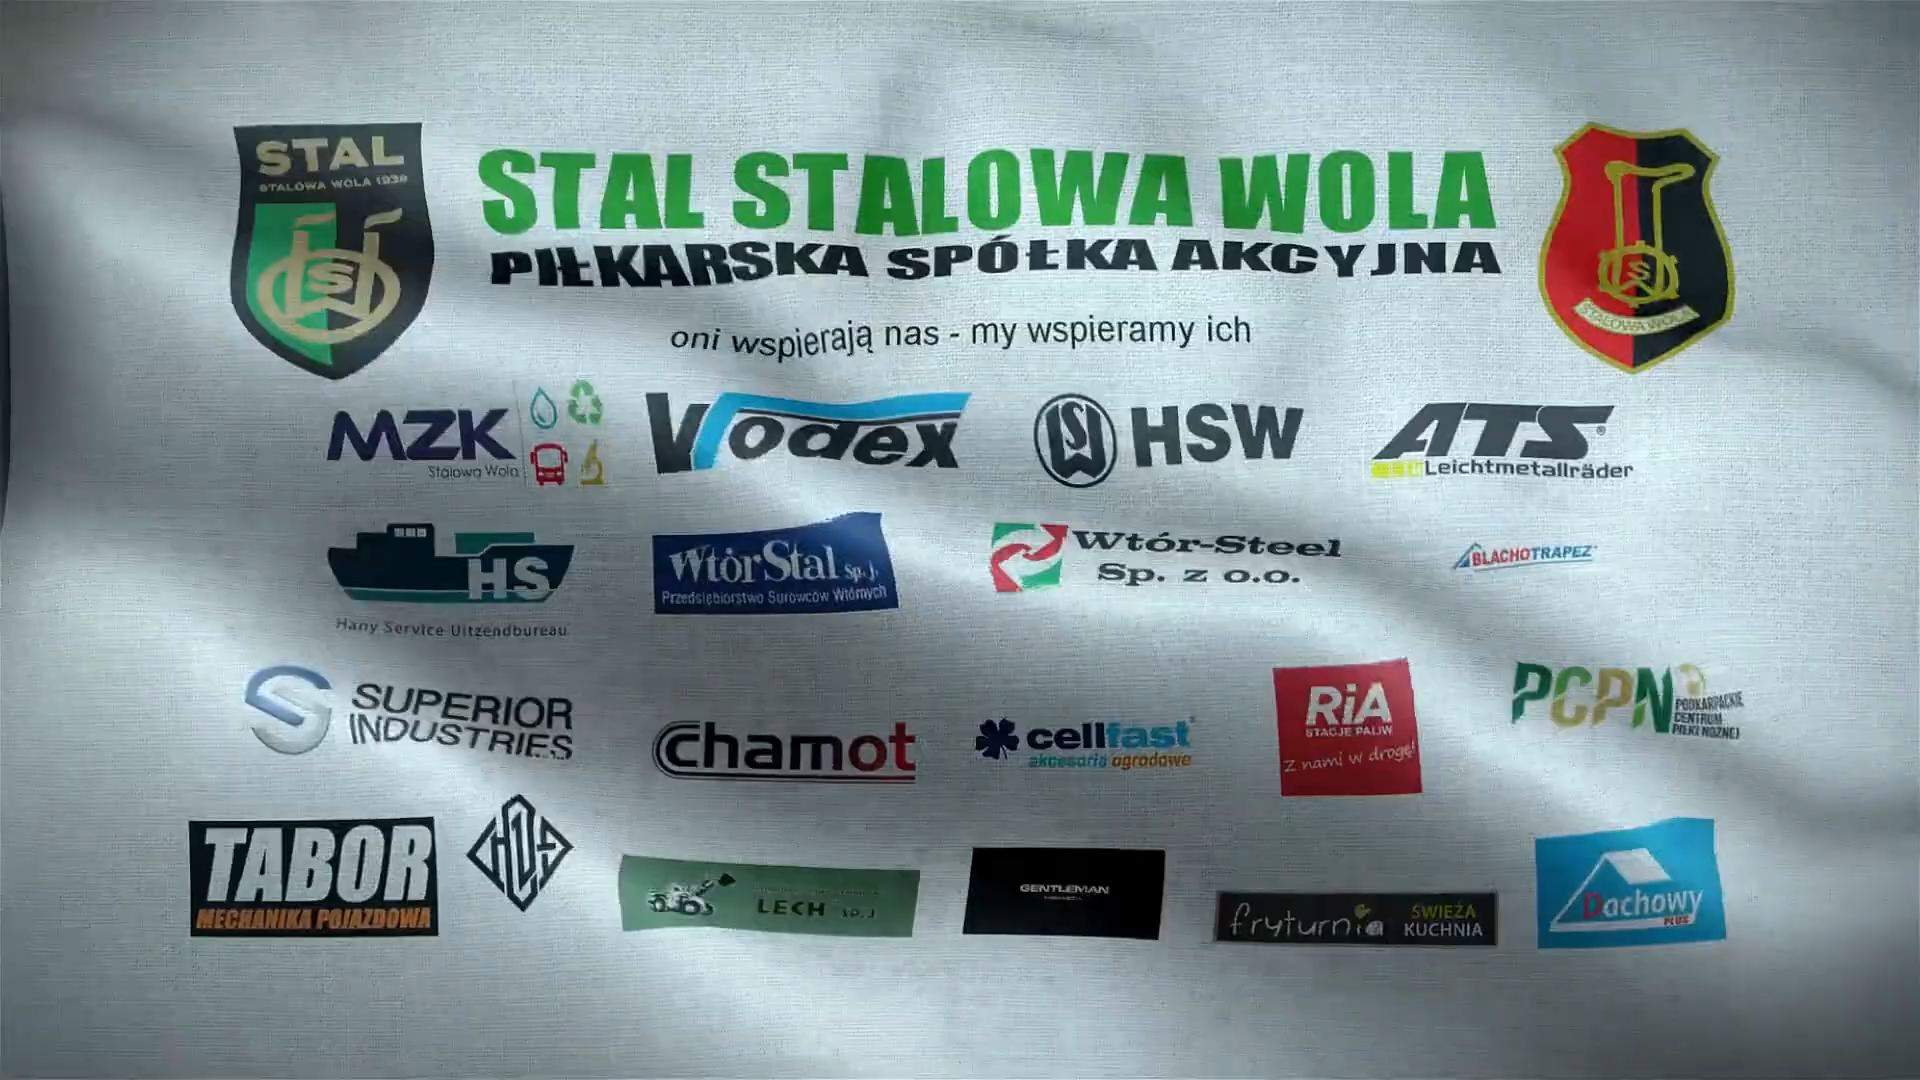 STAL
STALOWA WOLA 1938
STAL STALOWA WOLA
PIŁKARSKA SPÓŁKA AKCYJNA
STALOWA WOLA
oni wspierają nas - my wspieramy ich
MZK
Stalowa Wola
Vodex
HSW
ATS®
Leichtmetallräder
HS
Hany Service Uitzendbureau
WtórStal Sp. j.
Przedsiębiorstwo Surowców Wtórnych
Wtór-Steel
Sp. z o.o.
BLACHOTRAPEZ
SUPERIOR
INDUSTRIES
Chamot
cellfast
akcesoria ogrodowe
RiA
STACJE PALIW
Z nami w drogę!
PCPN
PODKARPACKIE
CENTRUM
PIŁKI NOŻNEJ
TABOR
MECHANIKA POJAZDOWA
LECH SP.J
GENTLEMAN
fryturnia
ŚWIEŻA
KUCHNIA
Dachowy
PLUS